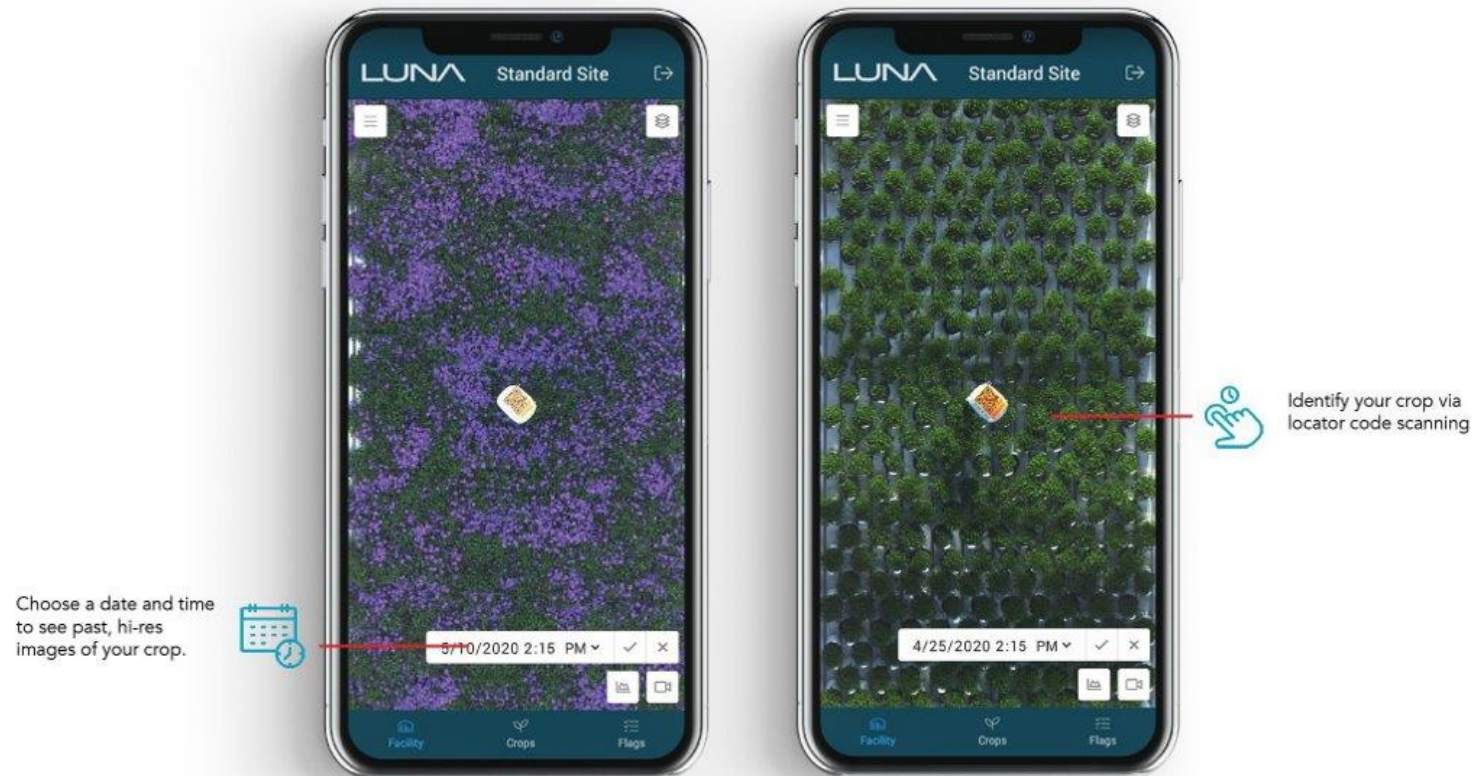 LUNA Standard Site
LUNA Standard Site
Identify your crop via
locator code scanning
Choose a date and time
to see past, hi-res
images of your crop.
5/10/2020 2:15 PM
4/25/2020 2:15 PM
Facility Crops Flags
Facility Crops Flags